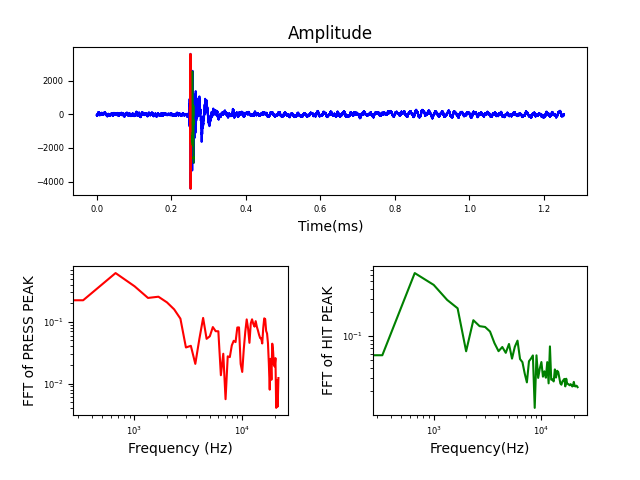 Amplitude
2000
0
−2000
−4000
0.0 0.2 0.4 0.6 0.8 1.0 1.2
Time(ms)
FFT of PRESS PEAK
10⁻¹
10⁻²
10³ 10⁴
Frequency (Hz)
FFT of HIT PEAK
10⁻¹
10³ 10⁴
Frequency(Hz)